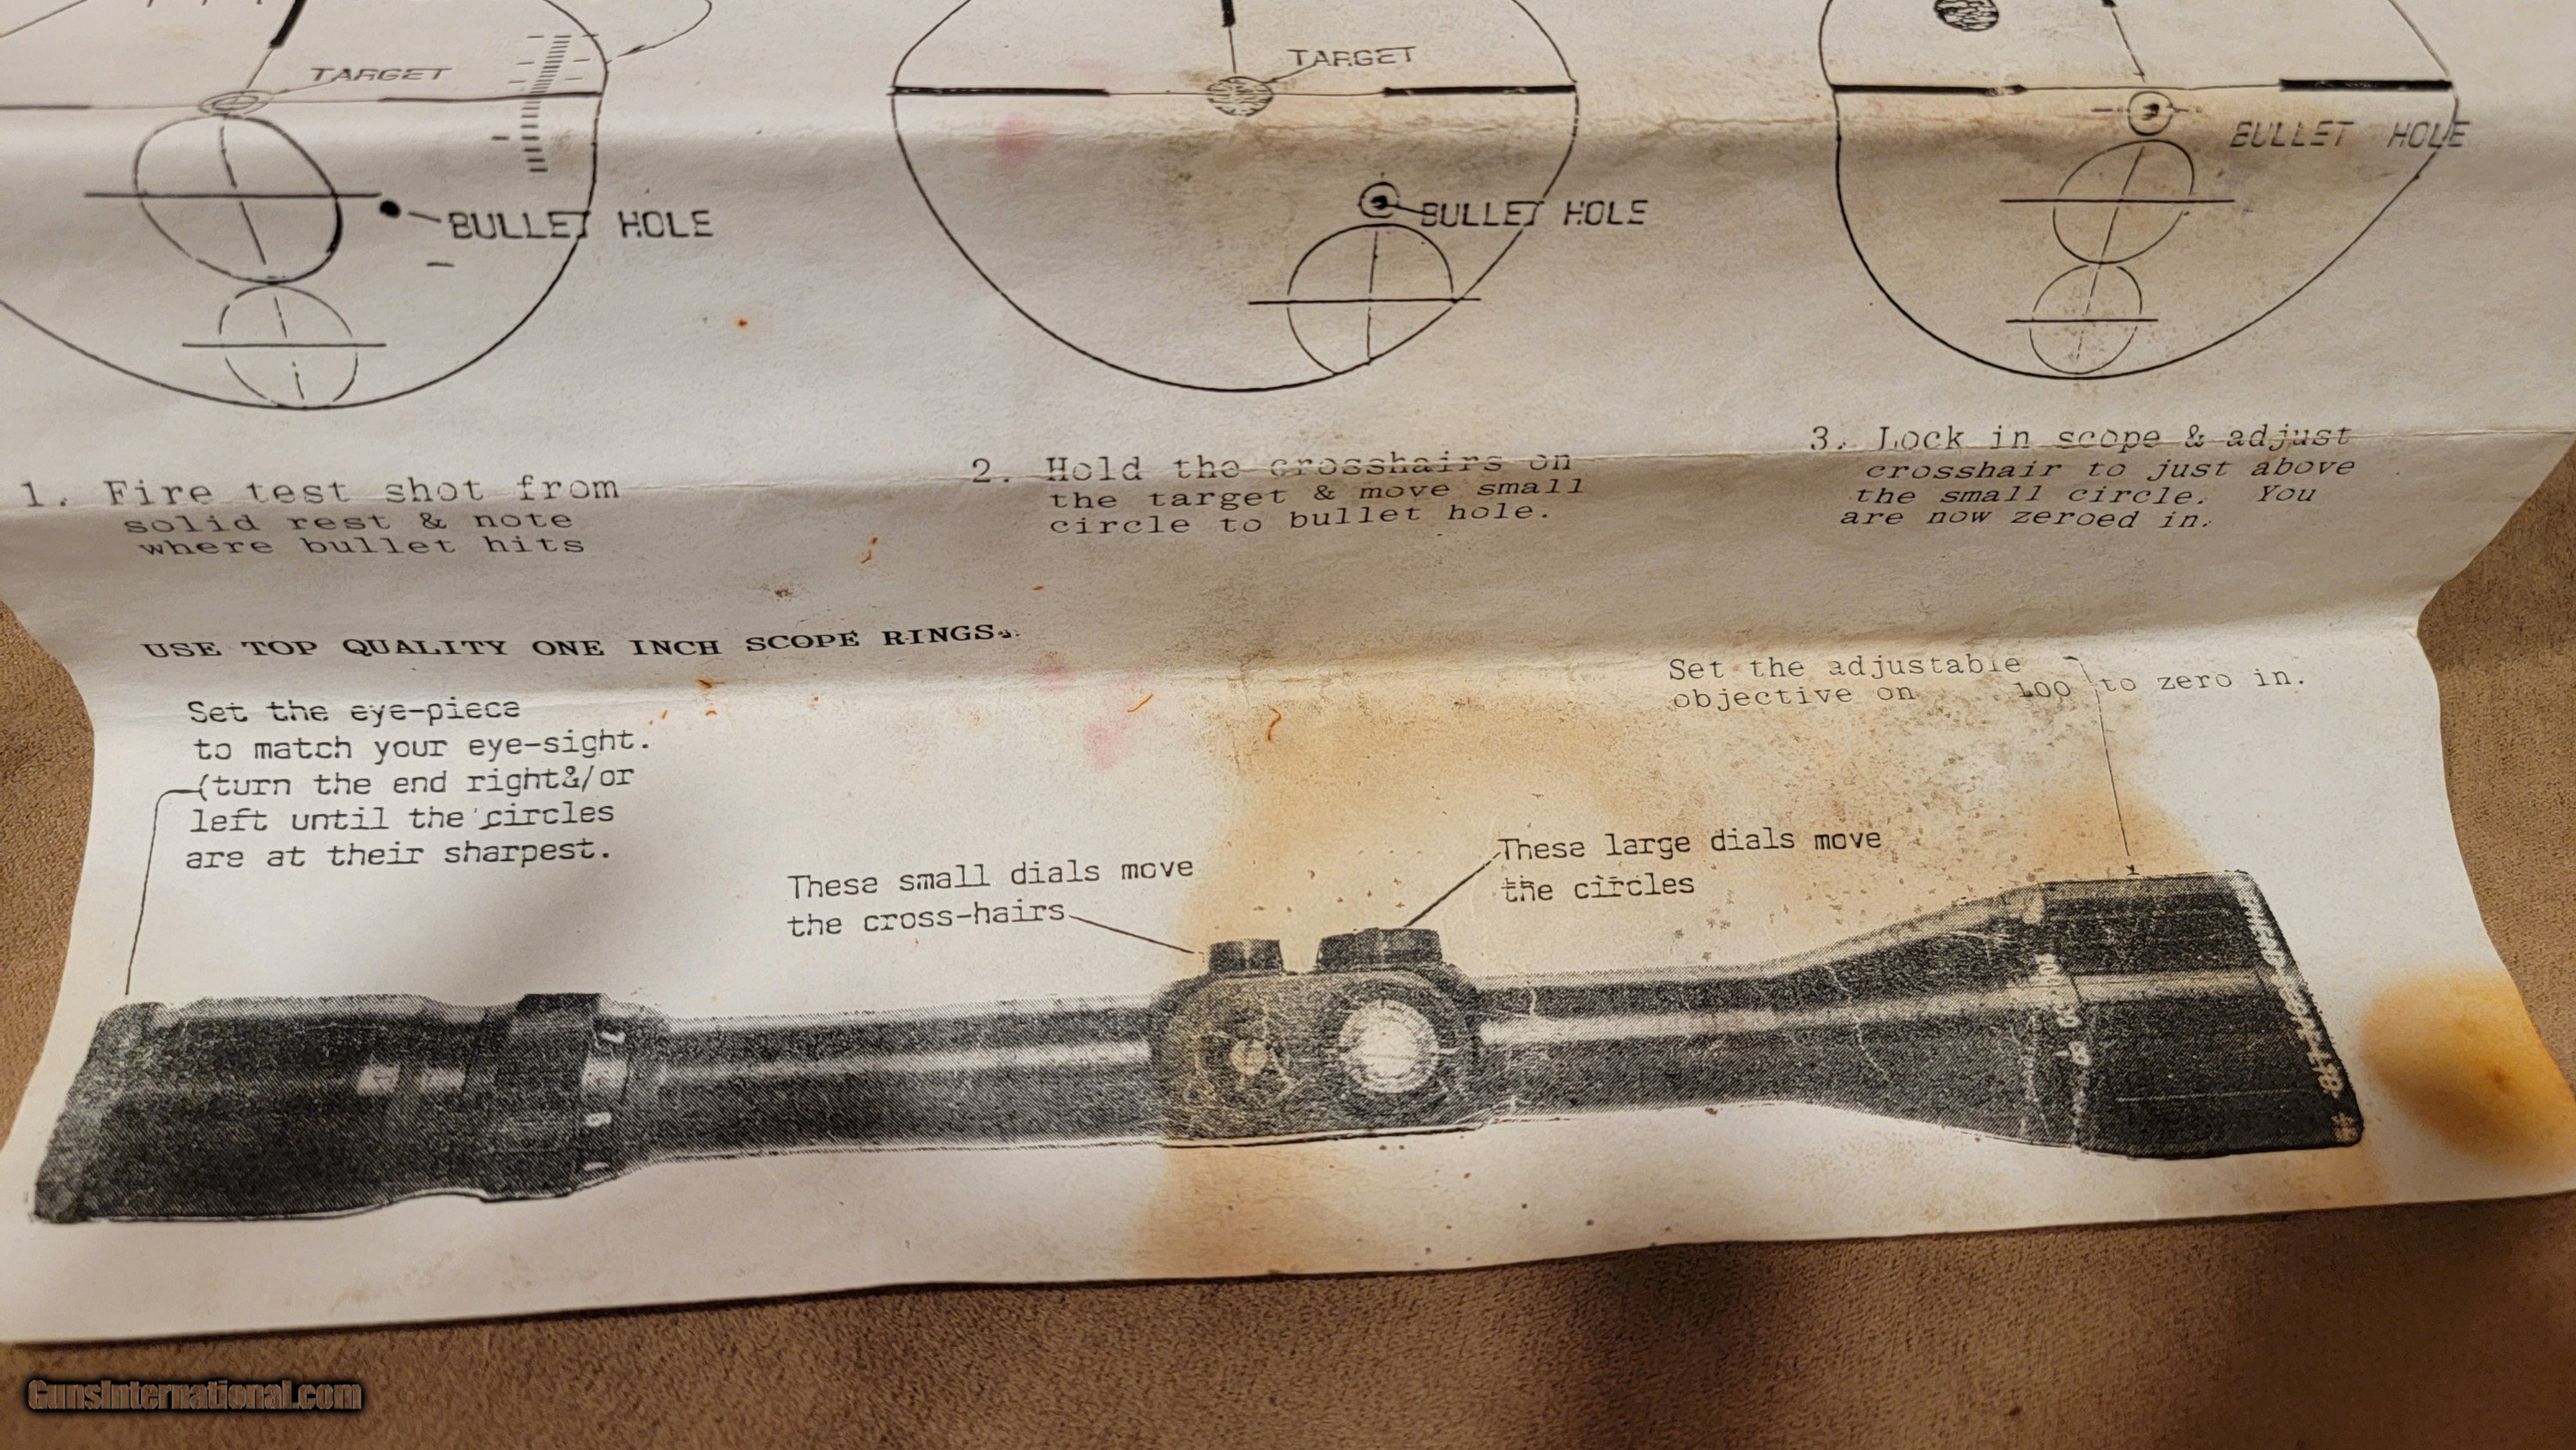 TARGET
BULLET HOLE
TARGET
BULLET HOLE
BULLET HOLE
1. Fire test shot from
solid rest & note
where bullet hits
2. Hold the crosshairs on
the target & move small
circle to bullet hole.
3. Lock in scope & adjust
crosshair to just above
the small circle. You
are now zeroed in.
USE TOP QUALITY ONE INCH SCOPE RINGS.
Set the eye-piece
to match your eye-sight.
(turn the end right&/or
left until the circles
are at their sharpest.
Set the adjustable
objective on 100 to zero in.
These small dials move
the cross-hairs
These large dials move
the circles
GunsInternational.com